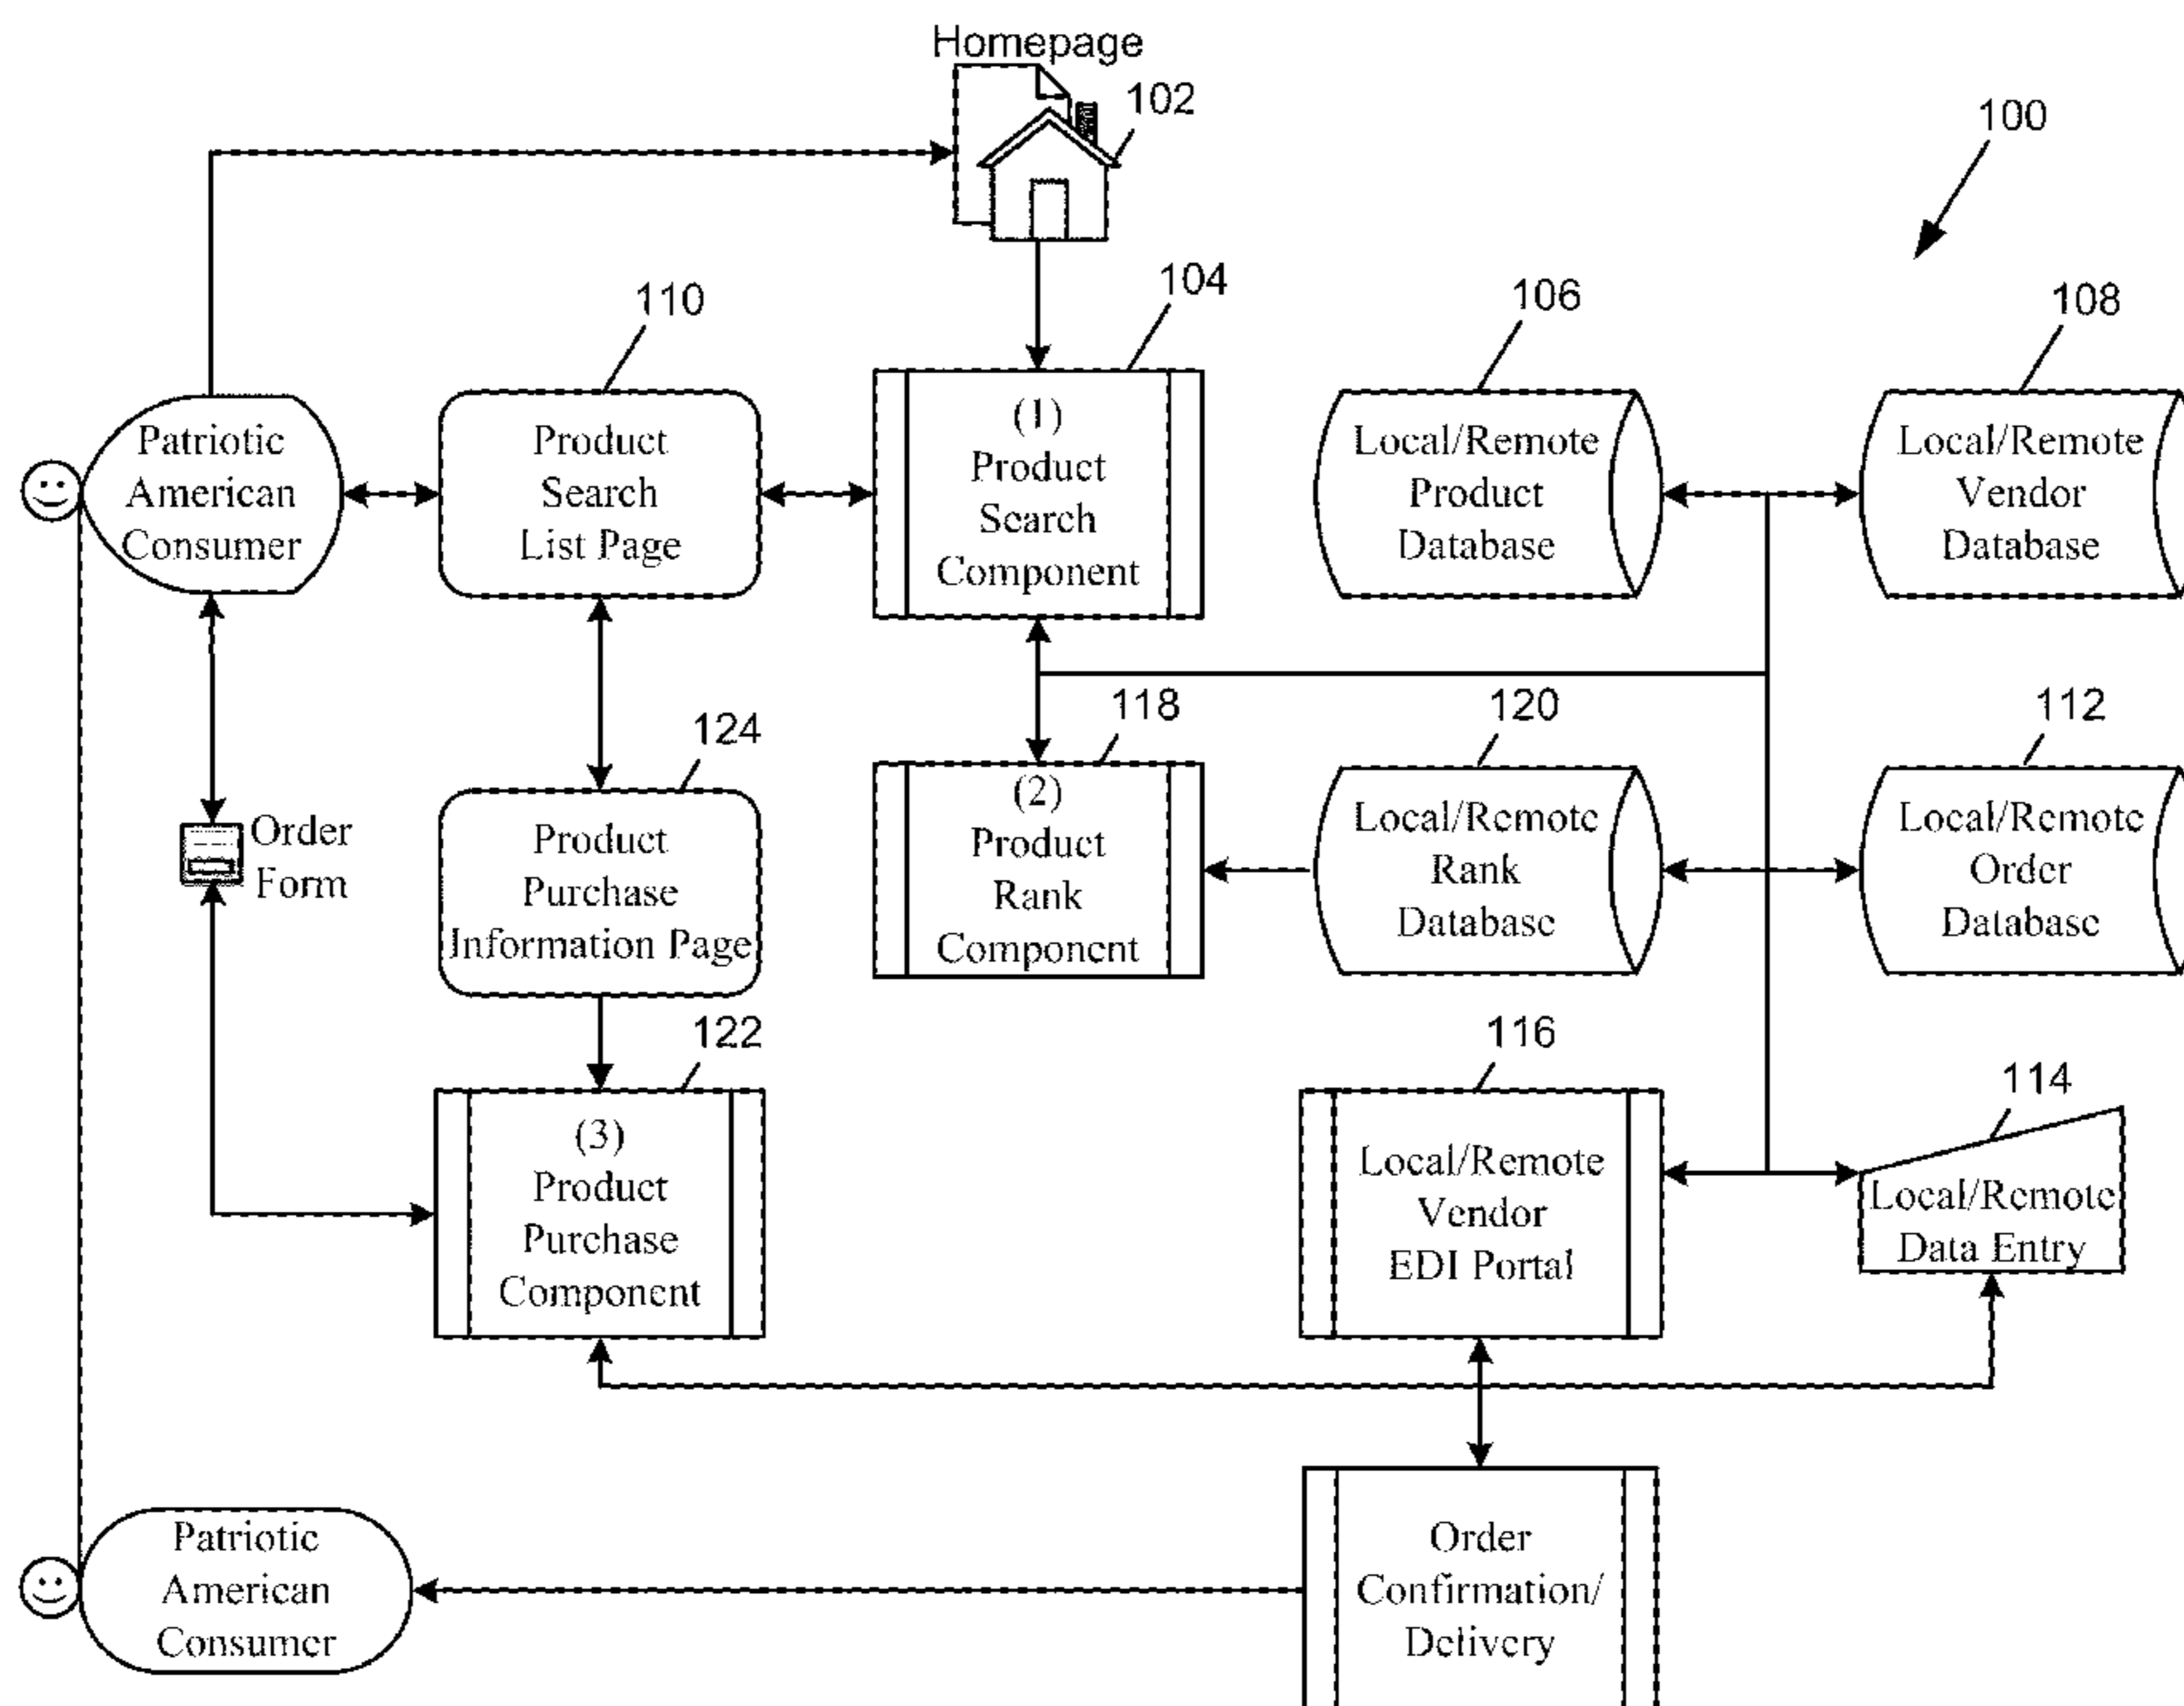 Homepage
102
100
104
110
106
108
Patriotic
American
Consumer
Product
Search
List Page
(1)
Product
Search
Component
Local/Remote
Product
Database
Local/Remote
Vendor
Database
118
120
112
124
Order
Form
Product
Purchase
Information Page
(2)
Product
Rank
Component
Local/Remote
Rank
Database
Local/Remote
Order
Database
122
116
114
(3)
Product
Purchase
Component
Local/Remote
Vendor
EDI Portal
Local/Remote
Data Entry
Patriotic
American
Consumer
Order
Confirmation/
Delivery